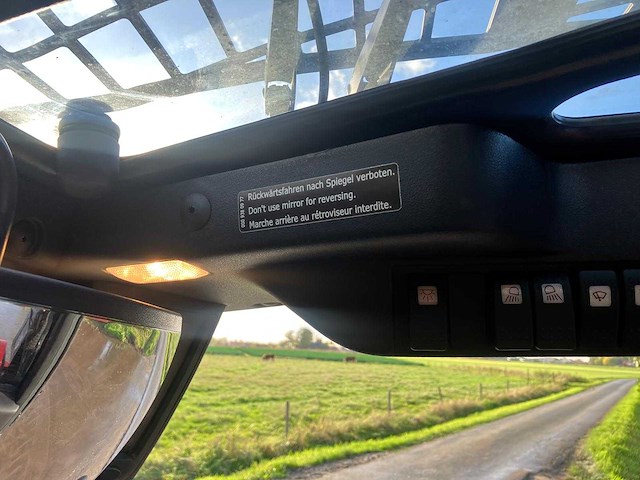 Rückwärtsfahren nach Spiegel verboten.
Don't use mirror for reversing.
Marche arrière au rétroviseur interdite.